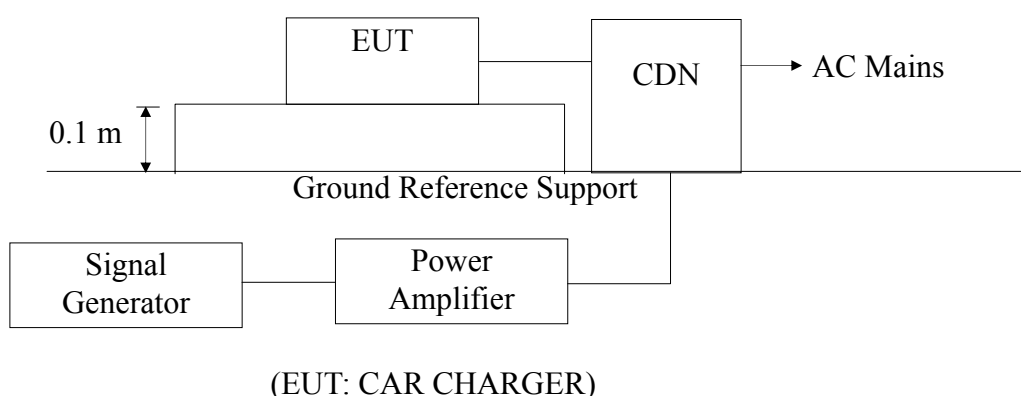 EUT
CDN
AC Mains
0.1 m
Ground Reference Support
Signal
Generator
Power
Amplifier
(EUT: CAR CHARGER)